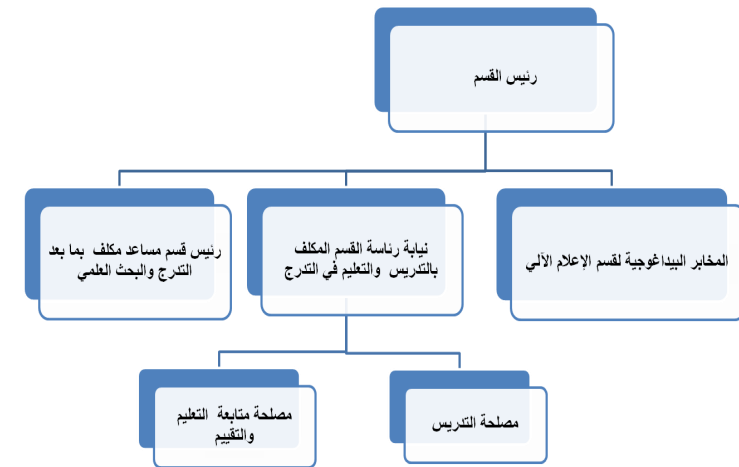 رئيس القسم
المخابر البيداغوجية لقسم الإعلام الآلي
نيابة رئاسة القسم المكلف
بالتدريس والتعليم في التدرج
رئيس قسم مساعد مكلف بما بعد
التدرج والبحث العلمي
مصلحة التدريس
مصلحة متابعة التعليم
والتقييم